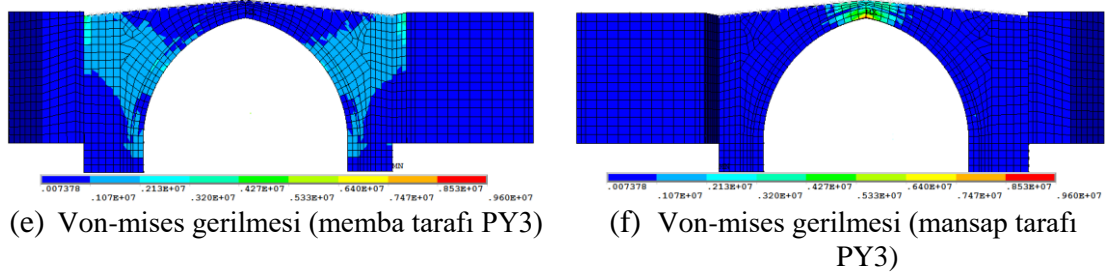 MN
.007378 .213E+07 .427E+07 .640E+07 .853E+07
.107E+07 .320E+07 .533E+07 .747E+07 .960E+07
(e) Von-mises gerilmesi (memba tarafı PY3)
.007378 .213E+07 .427E+07 .640E+07 .853E+07
.107E+07 .320E+07 .533E+07 .747E+07 .960E+07
(f) Von-mises gerilmesi (mansap tarafı
PY3)